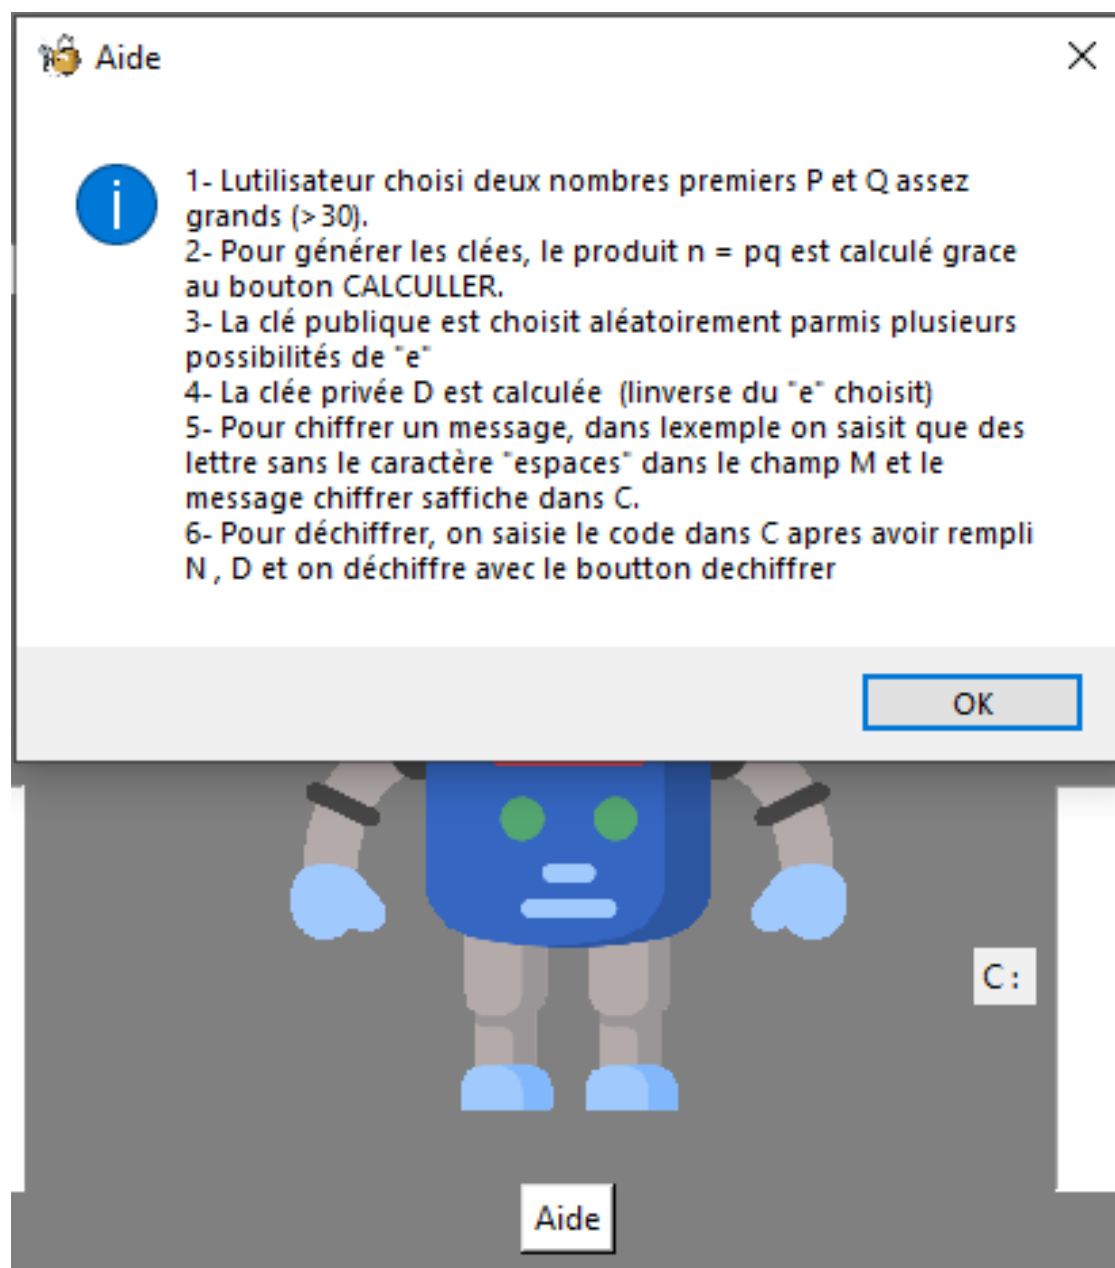 Aide
1- Lutilisateur choisi deux nombres premiers P et Q assez
grands (>30).
2- Pour générer les clées, le produit n = pq est calculé grace
au bouton CALCULLER.
3- La clé publique est choisit aléatoirement parmis plusieurs
possibilités de "e"
4- La clée privée D est calculée  (linverse du "e" choisit)
5- Pour chiffrer un message, dans lexemple on saisit que des
lettre sans le caractère "espaces" dans le champ M et le
message chiffrer saffiche dans C.
6- Pour déchiffrer, on saisie le code dans C apres avoir rempli
N , D et on déchiffre avec le boutton dechiffrer
OK
C :
Aide